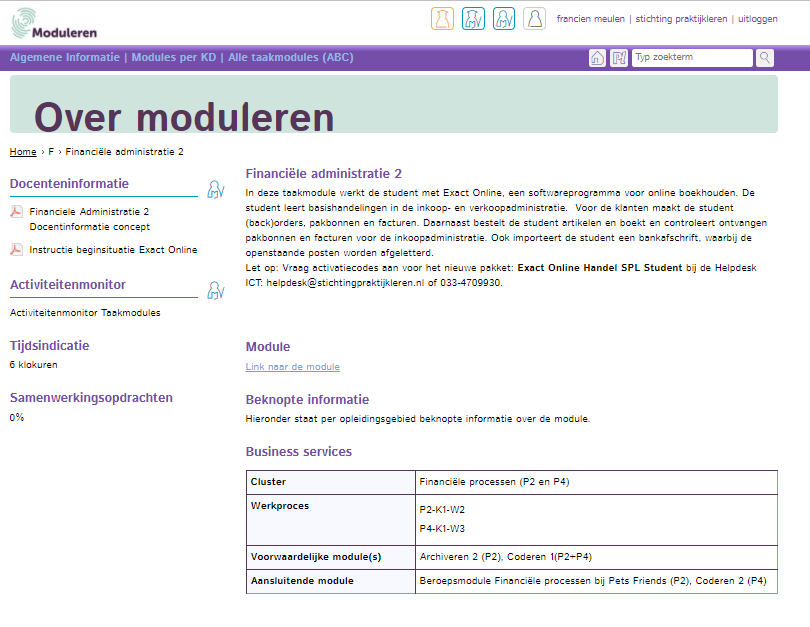 Moduleren
francien meulen | stichting praktijkleren | uitloggen
Algemene Informatie | Modules per KD | Alle taakmodules (ABC)
Typ zoekterm
Over moduleren
Home › F › Financiële administratie 2
Docenteninformatie
Financiele Administratie 2
Docentinformatie concept
Instructie beginsituatie Exact Online
Activiteitenmonitor
Activiteitenmonitor Taakmodules
Tijdsindicatie
6 klokuren
Samenwerkingsopdrachten
0%
Financiële administratie 2
In deze taakmodule werkt de student met Exact Online, een softwareprogramma voor online boekhouden. De
student leert basishandelingen in de inkoop- en verkoopadministratie. Voor de klanten maakt de student
(back)orders, pakbonnen en facturen. Daarnaast bestelt de student artikelen en boekt en controleert ontvangen
pakbonnen en facturen voor de inkoopadministratie. Ook importeert de student een bankafschrift, waarbij de
openstaande posten worden afgeletterd.
Let op: Vraag activatiecodes aan voor het nieuwe pakket: Exact Online Handel SPL Student bij de Helpdesk
ICT: helpdesk@stichtingpraktijkleren.nl of 033-4709930.
Module
Link naar de module
Beknopte informatie
Hieronder staat per opleidingsgebied beknopte informatie over de module.
Business services
Cluster Financiële processen (P2 en P4)
Werkproces P2-K1-W2
P4-K1-W3
Voorwaardelijke module(s) Archiveren 2 (P2), Coderen 1(P2+P4)
Aansluitende module Beroepsmodule Financiële processen bij Pets Friends (P2), Coderen 2 (P4)